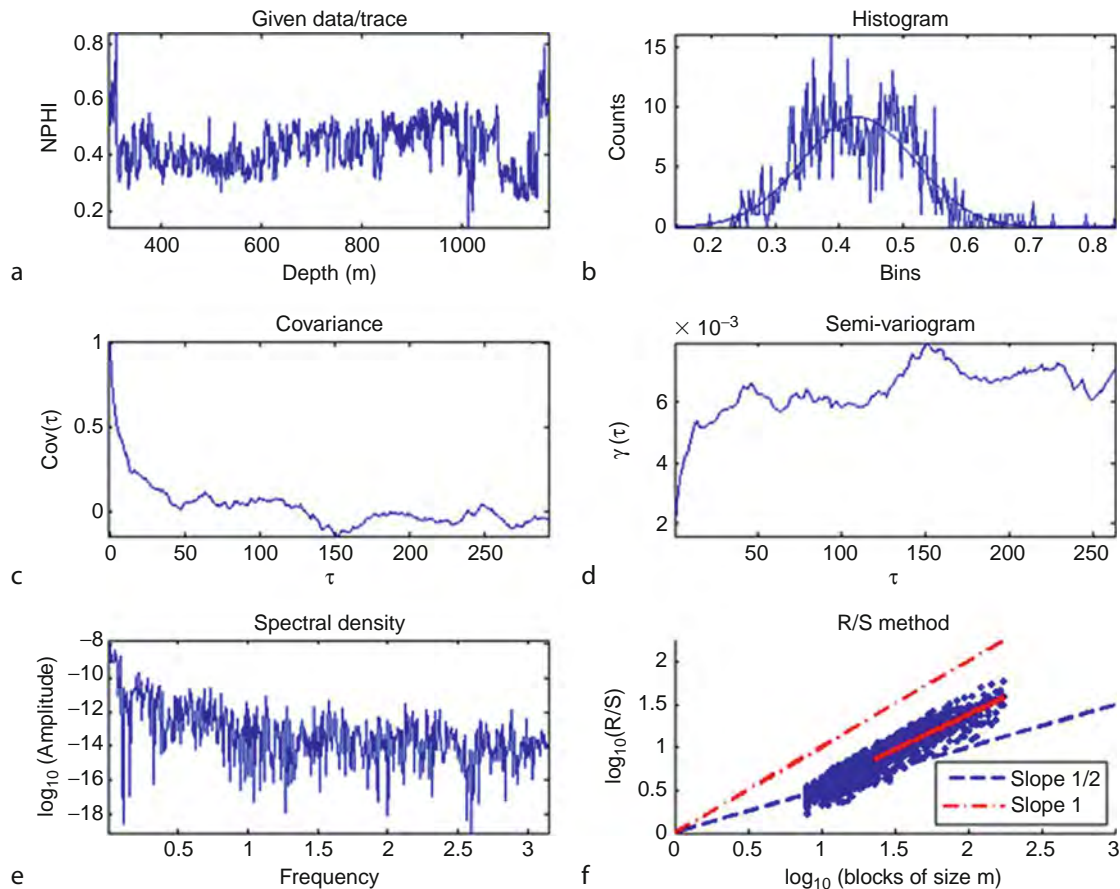 Given data/trace
NPHI
0.8
0.6
0.4
0.2
400 600 800 1000
Depth (m)
a
Histogram
Counts
15
10
5
0
0.2 0.3 0.4 0.5 0.6 0.7 0.8
Bins
b
Covariance
Cov(τ)
1
0.5
0
0 50 100 150 200 250
τ
c
Semi-variogram
× 10⁻³
γ(τ)
6
4
2
50 100 150 200 250
τ
d
Spectral density
log₁₀ (Amplitude)
−8
−10
−12
−14
−16
−18
0.5 1 1.5 2 2.5 3
Frequency
e
R/S method
log₁₀(R/S)
2
1.5
1
0.5
0
0 0.5 1 1.5 2 2.5 3
Slope 1/2
Slope 1
log₁₀ (blocks of size m)
f